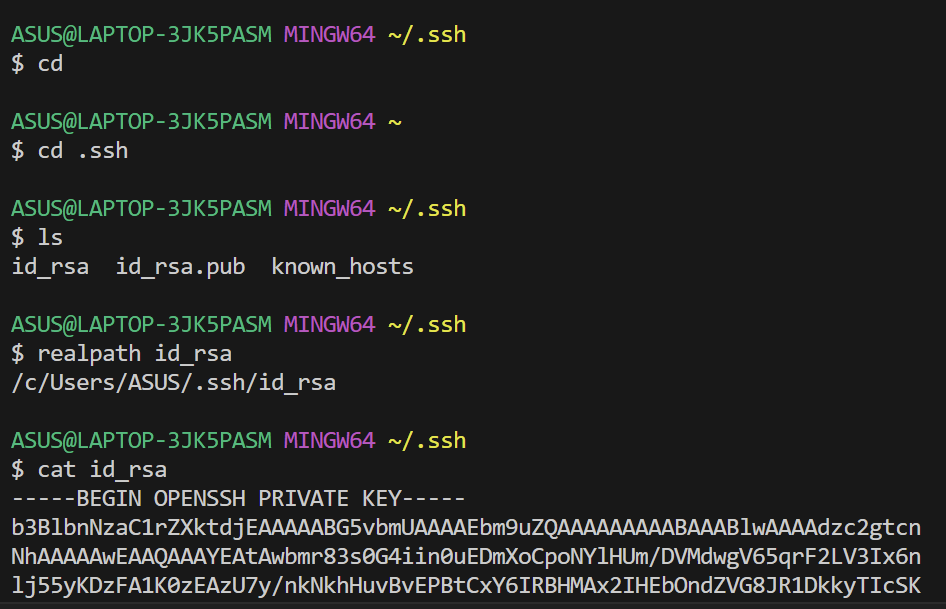 ASUS@LAPTOP-3JK5PASM MINGW64 ~/.ssh
$ cd
ASUS@LAPTOP-3JK5PASM MINGW64 ~
$ cd .ssh
ASUS@LAPTOP-3JK5PASM MINGW64 ~/.ssh
$ ls
id_rsa  id_rsa.pub  known_hosts
ASUS@LAPTOP-3JK5PASM MINGW64 ~/.ssh
$ realpath id_rsa
/c/Users/ASUS/.ssh/id_rsa
ASUS@LAPTOP-3JK5PASM MINGW64 ~/.ssh
$ cat id_rsa
-----BEGIN OPENSSH PRIVATE KEY-----
b3BlbnNzaC1rZXktdjEAAAAABG5vbmUAAAAEbm9uZQAAAAAAAAABAAABlwAAAAdzc2gtcn
NhAAAAAwEAAQAAAYEAtAwbmr83s0G4iin0uEDmXoCpoNYlHUm/DVMdwgV65qrF2LV3Ix6n
lj55yKDzFA1K0zEAzU7y/nkNkhHuvBvEPBtCxY6IRBHMAx2IHEbOndZVG8JR1DkkyTIcSK